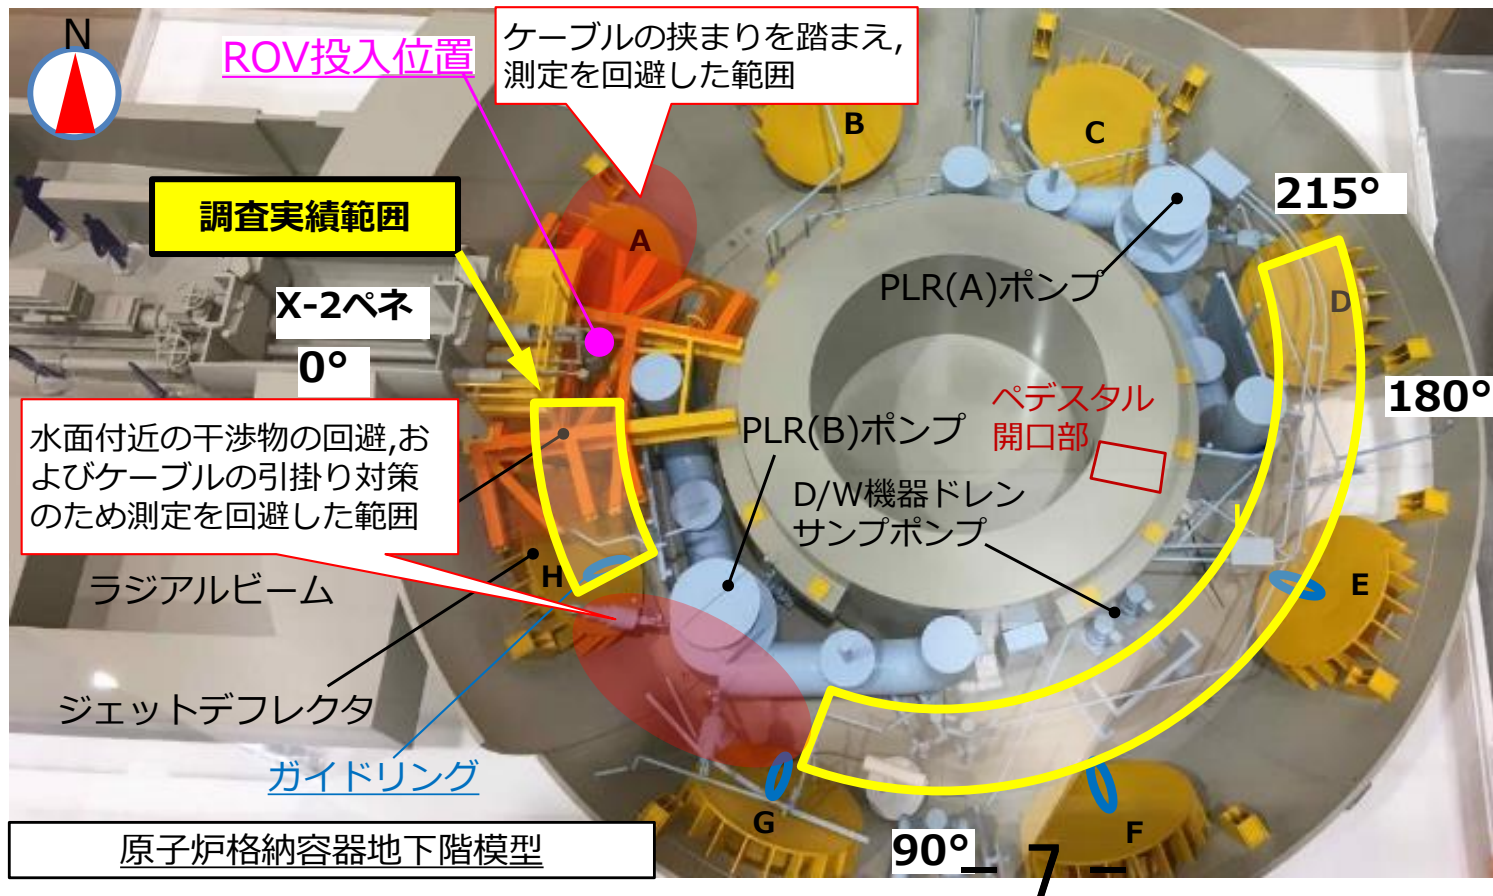 N
ROV投入位置
ケーブルの挟まりを踏まえ,
測定を回避した範囲
B
C
調査実績範囲
A
215°
PLR(A)ポンプ
D
X-2ペネ
0°
180°
水面付近の干渉物の回避,お
よびケーブルの引掛り対策
のため測定を回避した範囲
PLR(B)ポンプ
ペデスタル
開口部
D/W機器ドレン
サンプポンプ
H
E
ラジアルビーム
ジェットデフレクタ
ガイドリング
G
F
原子炉格納容器地下階模型
90°
- 7 -